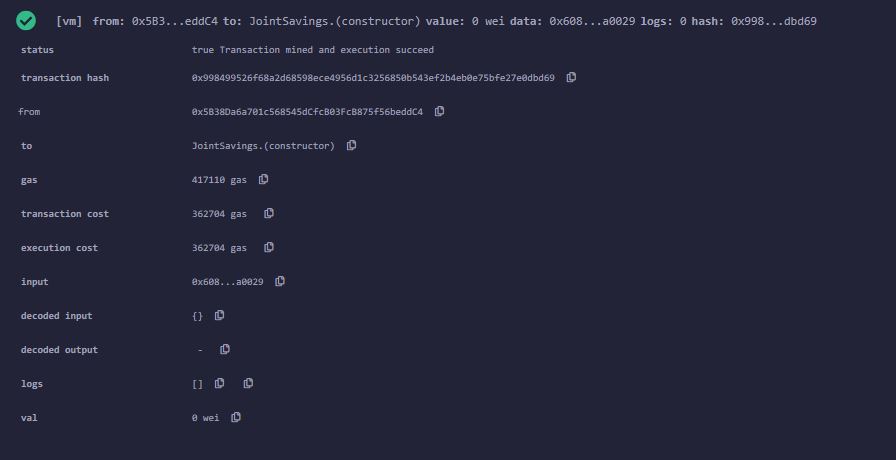 [vm] from: 0x5B3...eddC4 to: JointSavings.(constructor) value: 0 wei data: 0x608...a0029 logs: 0 hash: 0x998...dbd69
status true Transaction mined and execution succeed
transaction hash 0x998499526f68a2d68598ece4956d1c3256850b543ef2b4eb0e75bfe27e0dbd69
from 0x5B38Da6a701c568545dCfcB03FcB875f56beddC4
to JointSavings.(constructor)
gas 417110 gas
transaction cost 362704 gas
execution cost 362704 gas
input 0x608...a0029
decoded input {}
decoded output -
logs []
val 0 wei